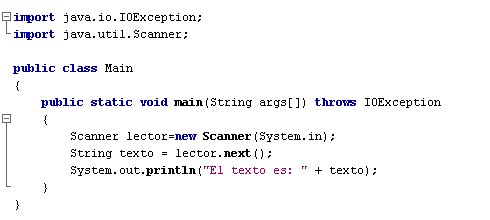 import java.io.IOException;
import java.util.Scanner;
public class Main
{
public static void main(String args[]) throws IOException
{
Scanner lector=new Scanner(System.in);
String texto = lector.next();
System.out.println("El texto es: " + texto);
}
}